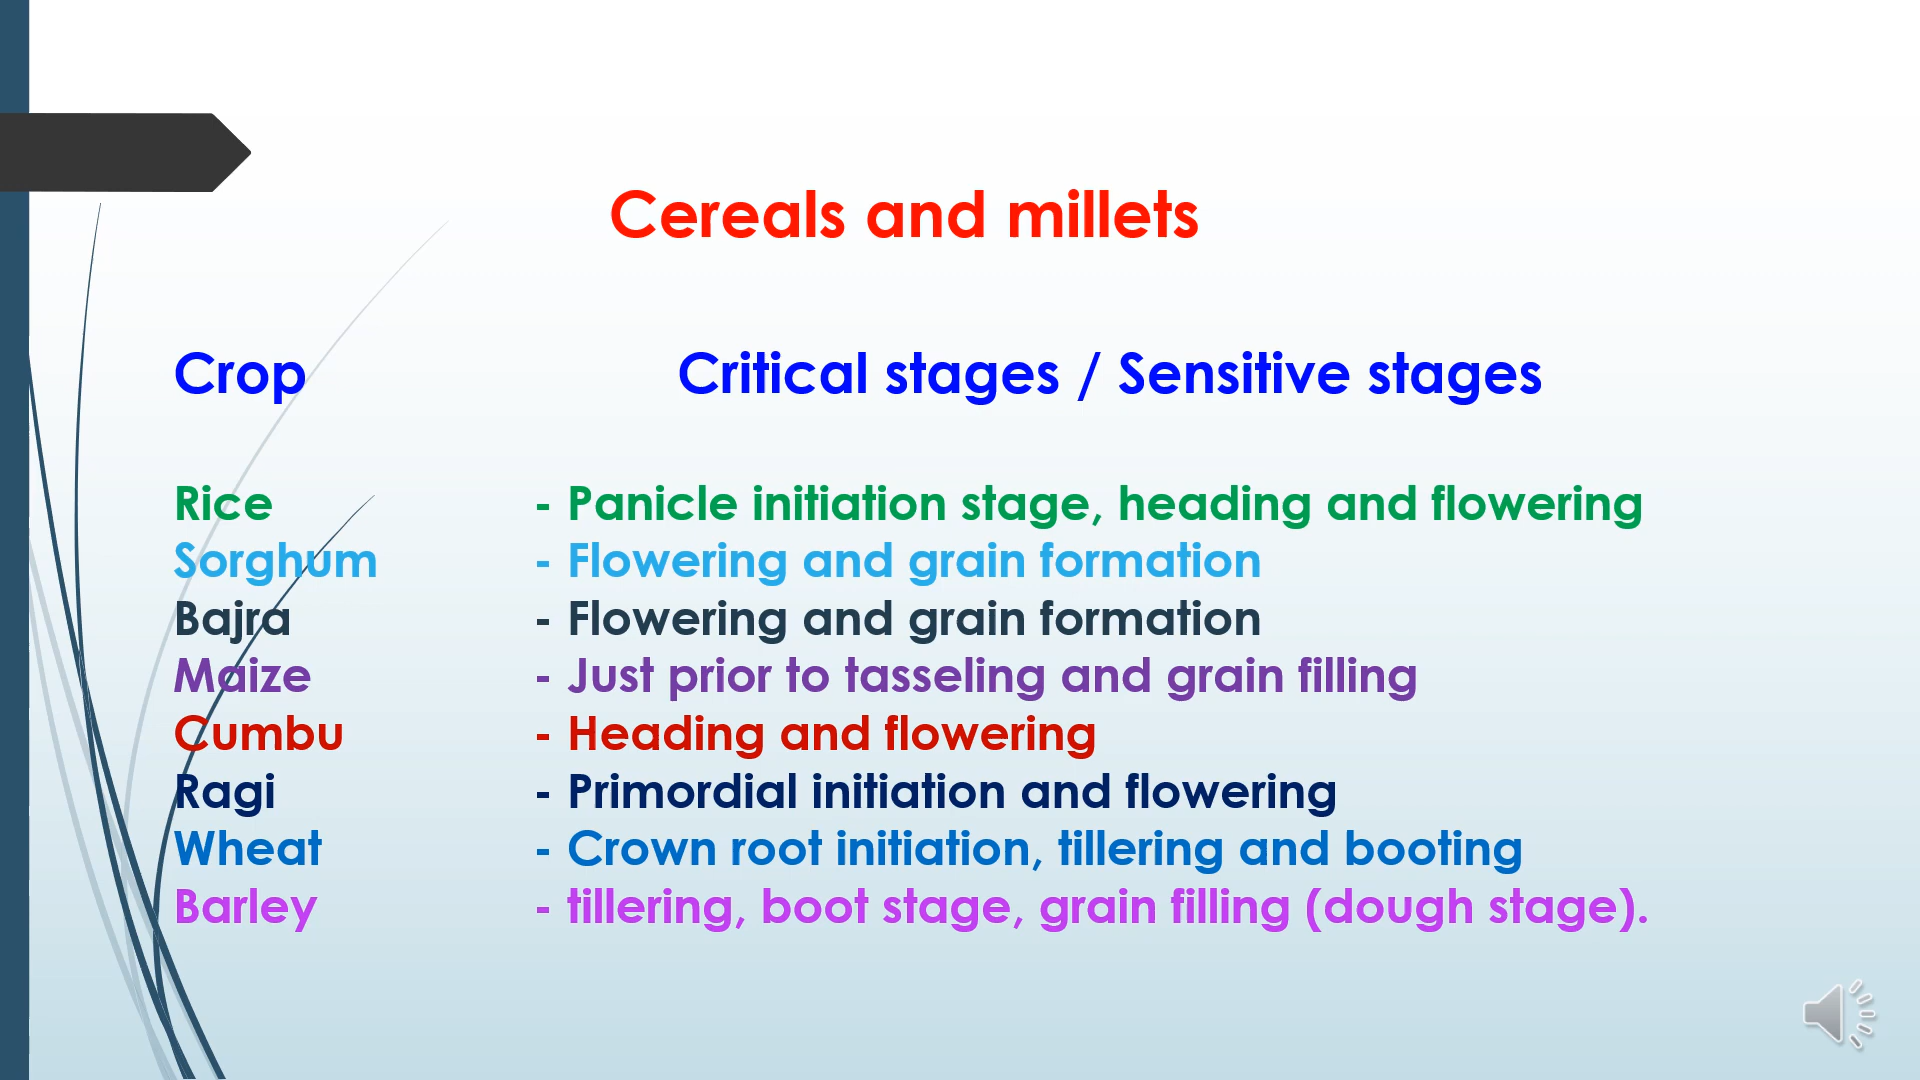 Cereals and millets
Crop Critical stages / Sensitive stages
Rice - Panicle initiation stage, heading and flowering
Sorghum - Flowering and grain formation
Bajra - Flowering and grain formation
Maize - Just prior to tasseling and grain filling
Cumbu - Heading and flowering
Ragi - Primordial initiation and flowering
Wheat - Crown root initiation, tillering and booting
Barley - tillering, boot stage, grain filling (dough stage).